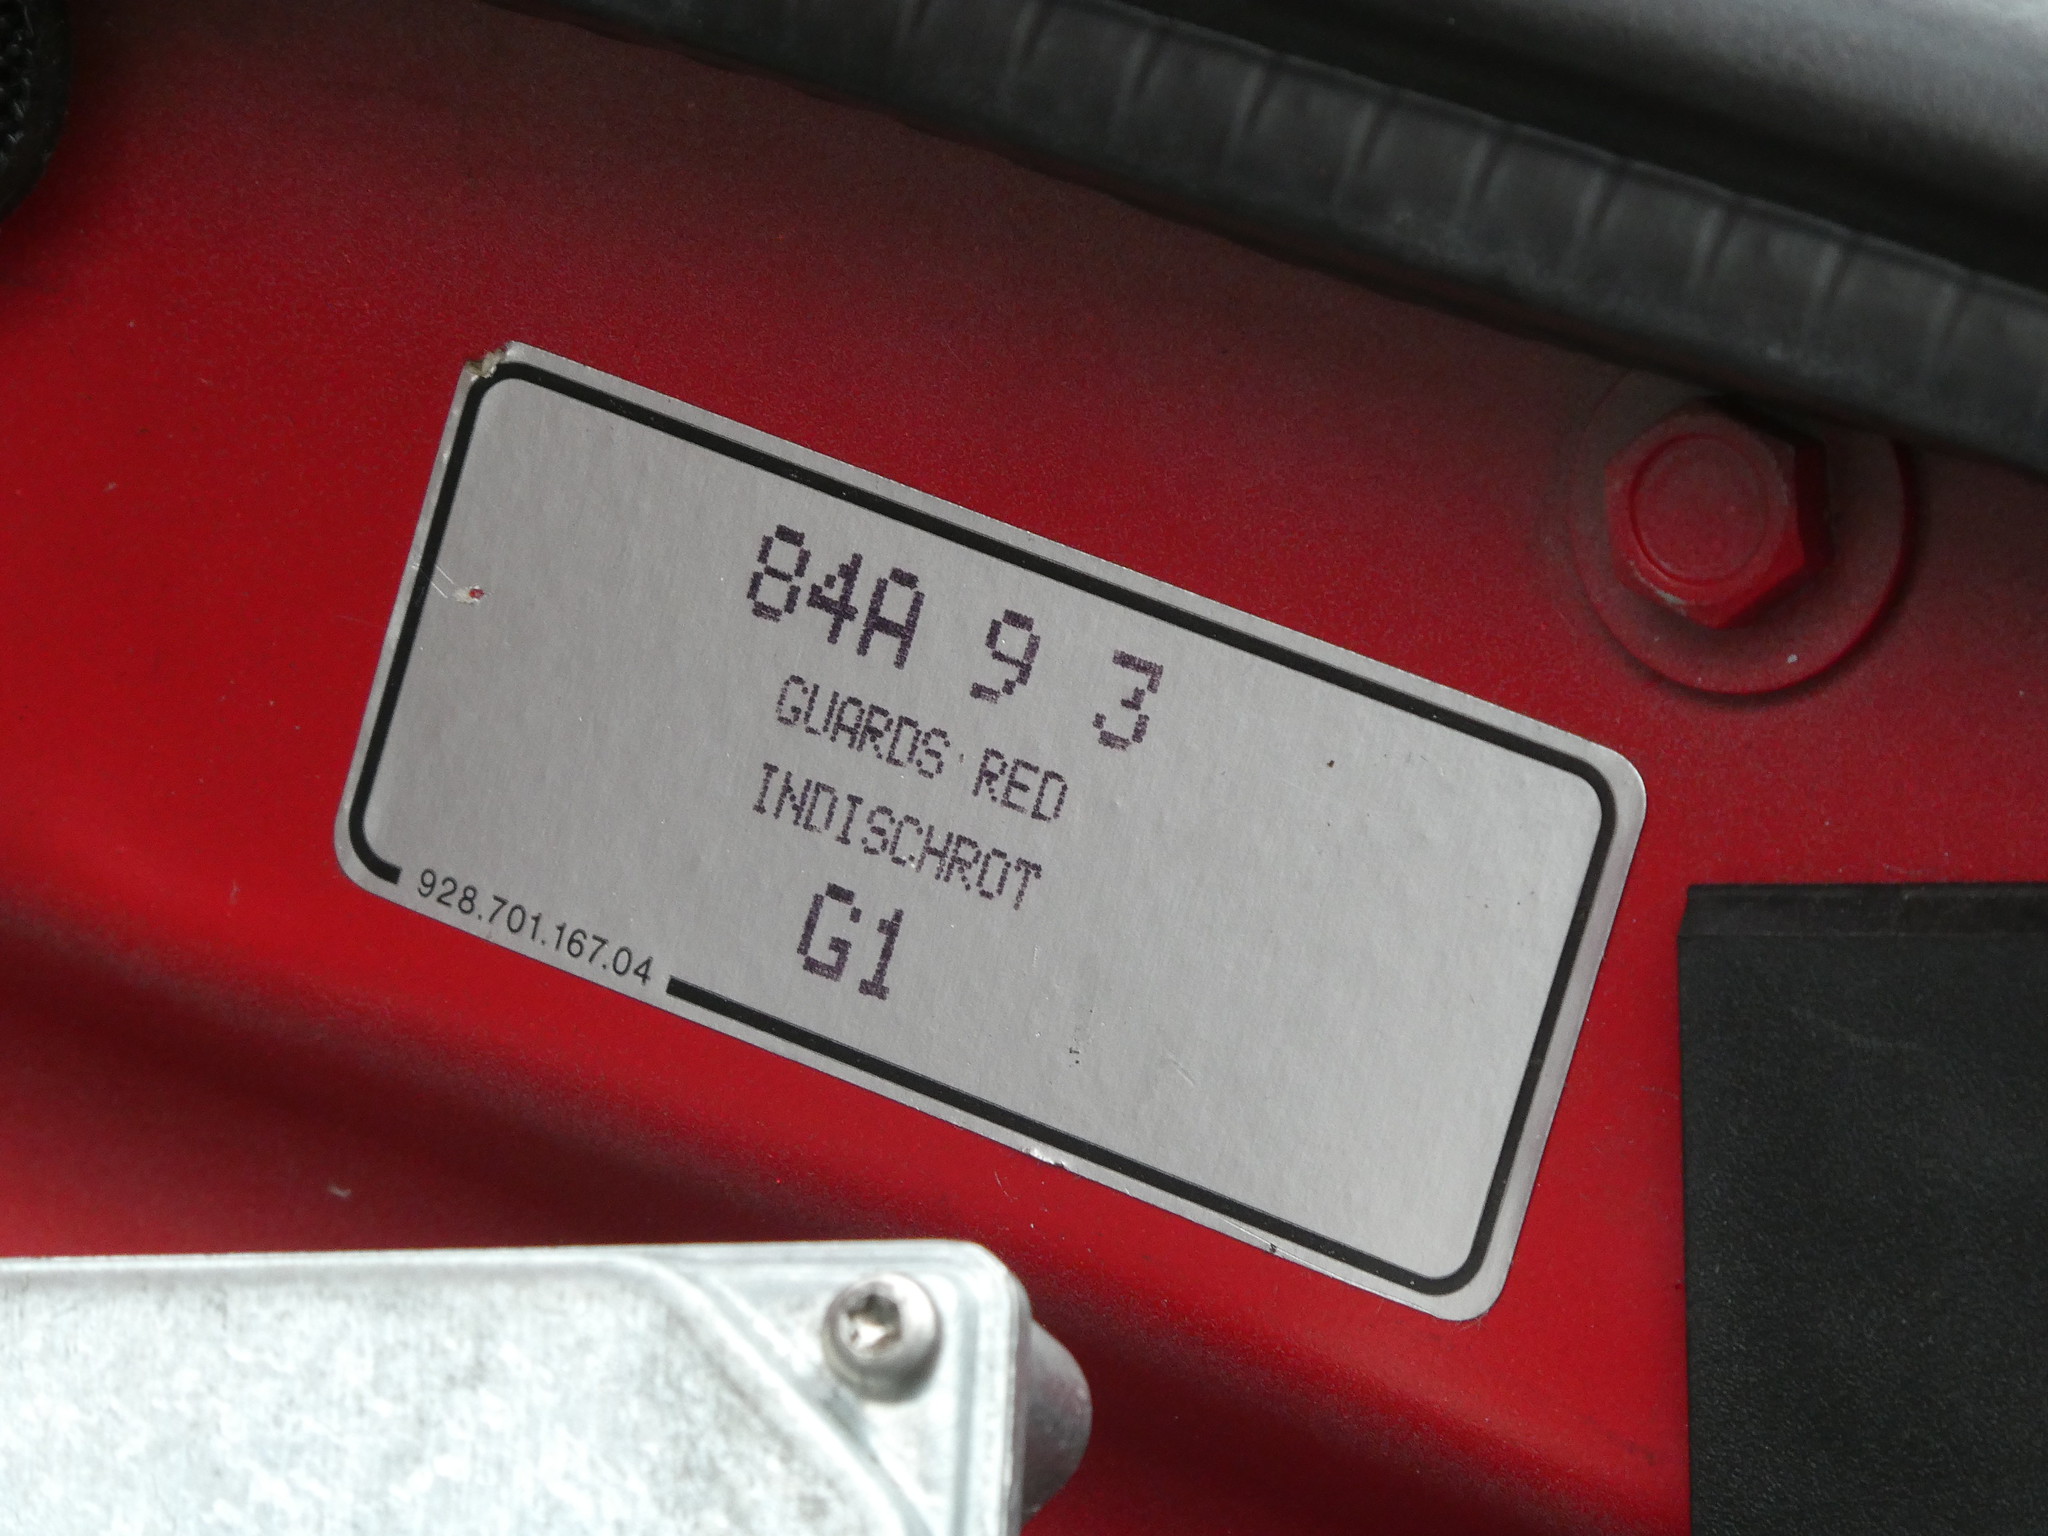 84A 9 3
GUARDS RED
INDISCHROT
G1
928.701.167.04